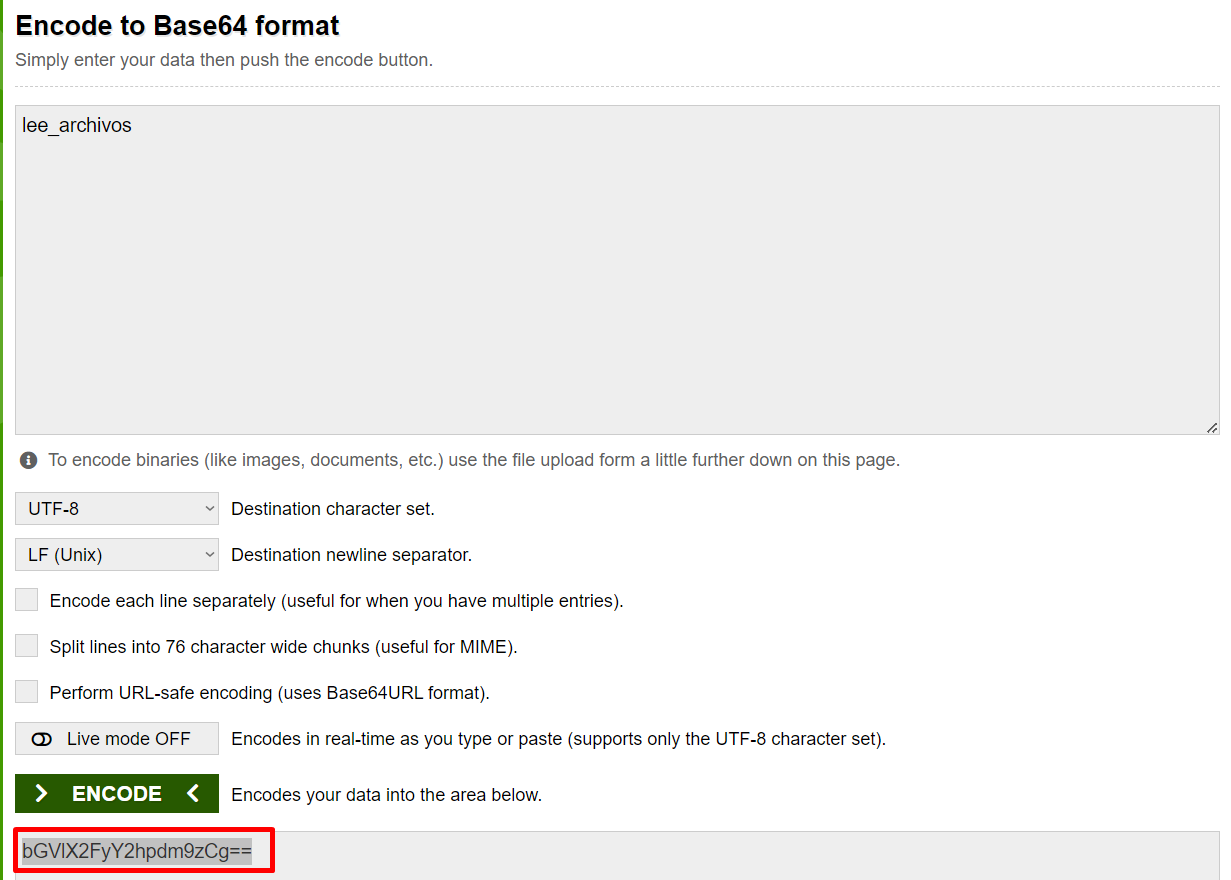 Encode to Base64 format
Simply enter your data then push the encode button.
lee_archivos
To encode binaries (like images, documents, etc.) use the file upload form a little further down on this page.
UTF-8 Destination character set.
LF (Unix) Destination newline separator.
Encode each line separately (useful for when you have multiple entries).
Split lines into 76 character wide chunks (useful for MIME).
Perform URL-safe encoding (uses Base64URL format).
Live mode OFF Encodes in real-time as you type or paste (supports only the UTF-8 character set).
> ENCODE < Encodes your data into the area below.
bGVlX2FyY2hpdm9zCg==